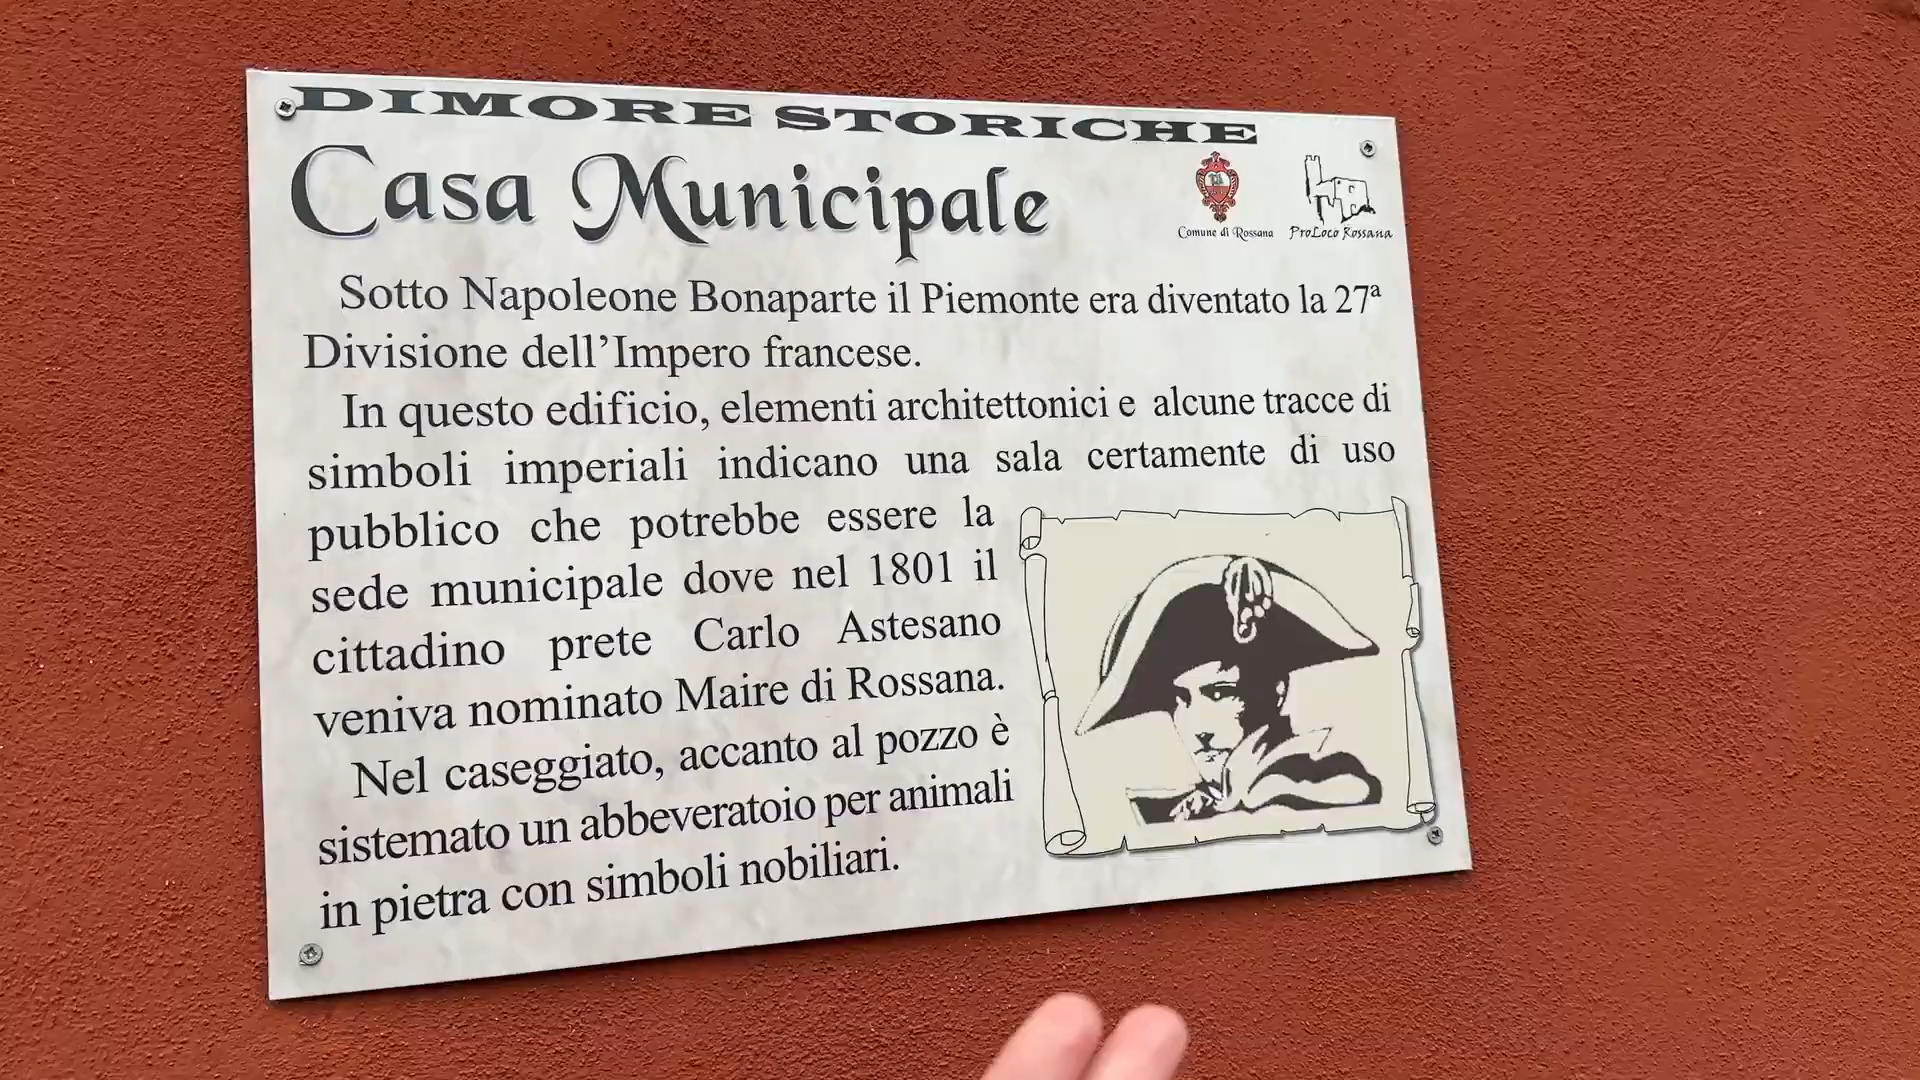 DIMORE STORICHE
Casa Municipale
Comune di Rossana
ProLoco Rossana
Sotto Napoleone Bonaparte il Piemonte era diventato la 27ª
Divisione dell'Impero francese.
In questo edificio, elementi architettonici e alcune tracce di
simboli imperiali indicano una sala certamente di uso
pubblico che potrebbe essere la
sede municipale dove nel 1801 il
cittadino prete Carlo Astesano
veniva nominato Maire di Rossana.
Nel caseggiato, accanto al pozzo è
sistemato un abbeveratoio per animali
in pietra con simboli nobiliari.